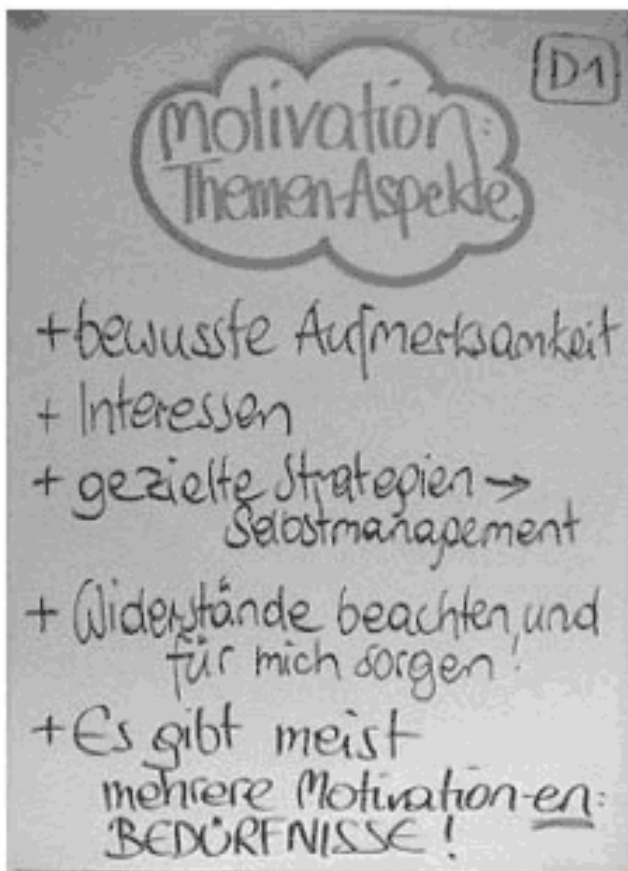 D1
Motivation:
Themen-Aspekte
+ bewusste Aufmerksamkeit
+ Interessen
+ gezielte Strategien →
Selbstmanagement
+ Widerstände beachten, und
für mich sorgen!
+ Es gibt meist
mehrere Motivation-en:
BEDÜRFNISSE!